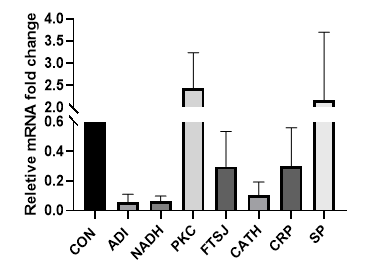 Reletive mRNA fold change
4.0
3.5
3.0
2.5
2.0
0.6
0.4
0.2
0.0
CON
ADI
NADH
PKC
FTSJ
CATH
CRP
SP